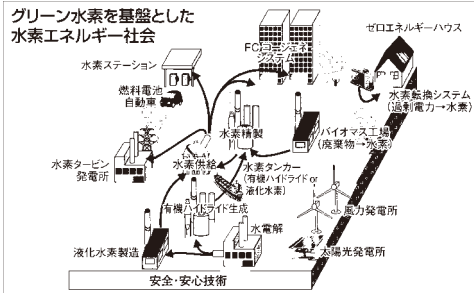 グリーン水素を基盤とした
水素エネルギー社会
ゼロエネルギーハウス
FCコージェネ
システム
水素ステーション
燃料電池
自動車
水素転換システム
(過剰電力→水素)
水素精製
バイオマス工場
(廃棄物→水素)
水素タービン
発電所
水素供給
水素タンカー
(有機ハイドライドor
液化水素)
有機ハイドライド生成
風力発電所
水電解
太陽光発電所
液化水素製造
安全・安心技術